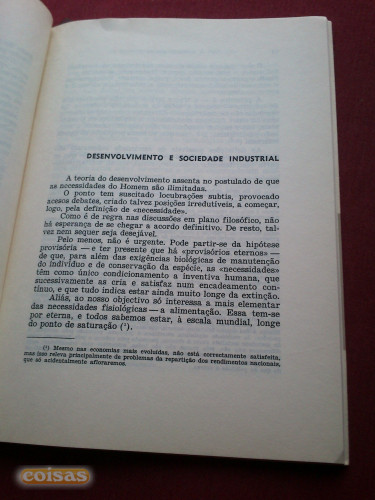 DESENVOLVIMENTO E SOCIEDADE INDUSTRIAL
A teoria do desenvolvimento assenta no postulado de que
as necessidades do Homem são ilimitadas.
O ponto tem suscitado locubrações subtis, provocado
acesos debates, criado talvez posições irredutíveis, a começar,
logo, pela definição de «necessidade».
Como é de regra nas discussões em plano filosófico, não
há esperança de se chegar a acordo definitivo. De resto, tal-
vez nem sequer seja desejável.
Pelo menos, não é urgente. Pode partir-se da hipótese
provisória — e ter presente que há «provisórios eternos» —
de que, para além das exigências biológicas de manutenção
do indivíduo e de conservação da espécie, as «necessidades»
têm como único condicionamento a inventiva humana, que
sucessivamente as cria e satisfaz num encadeamento con-
tínuo, e que tudo indica estar ainda muito longe da extinção.
Aliás, ao nosso objectivo só interessa a mais elementar
das necessidades fisiológicas — a alimentação. Essa tem-se
por eterna, e todos sabemos estar, à escala mundial, longe
do ponto de saturação (¹).
(¹) Mesmo nas economias mais evoluídas, não está correctamente satisfeita,
mas isso releva principalmente de problemas da repartição dos rendimentos nacionais,
que só acidentalmente afloraremos.
coisas